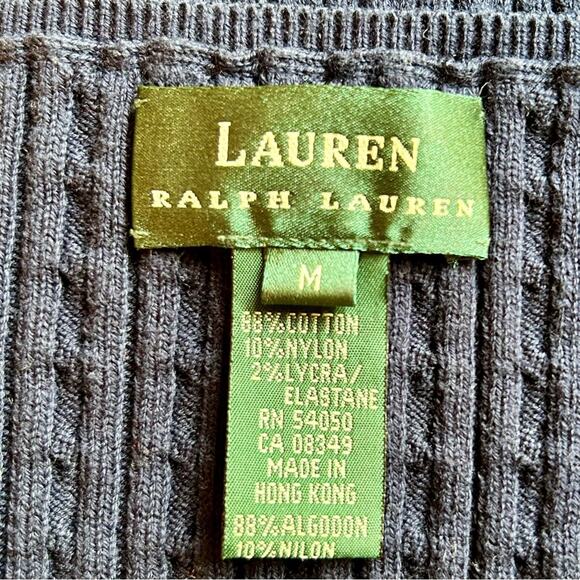 LAUREN
RALPH LAUREN
M
88% COTTON
10% NYLON
2% LYCRA/
ELASTANE
RN 54050
CA 08349
MADE IN
HONG KONG
88% ALGODON
10% NILON